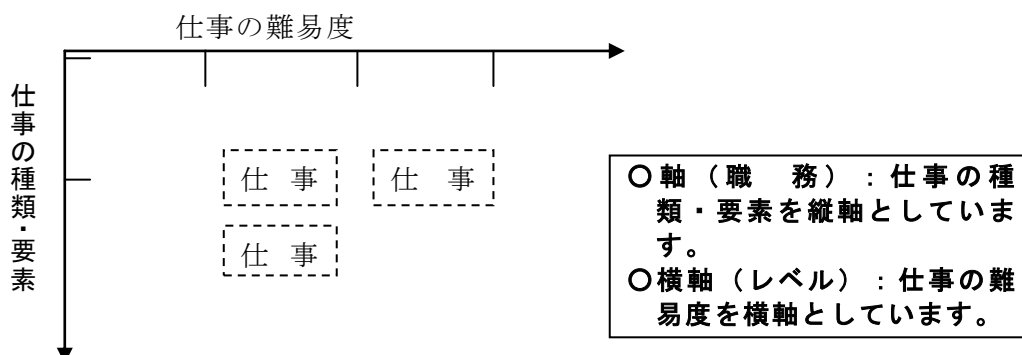 仕事の難易度
仕事の種類・要素
仕 事
仕 事
仕 事
〇軸（職 務）：仕事の種
類・要素を縦軸としていま
す。
〇横軸（レベル）：仕事の難
易度を横軸としています。